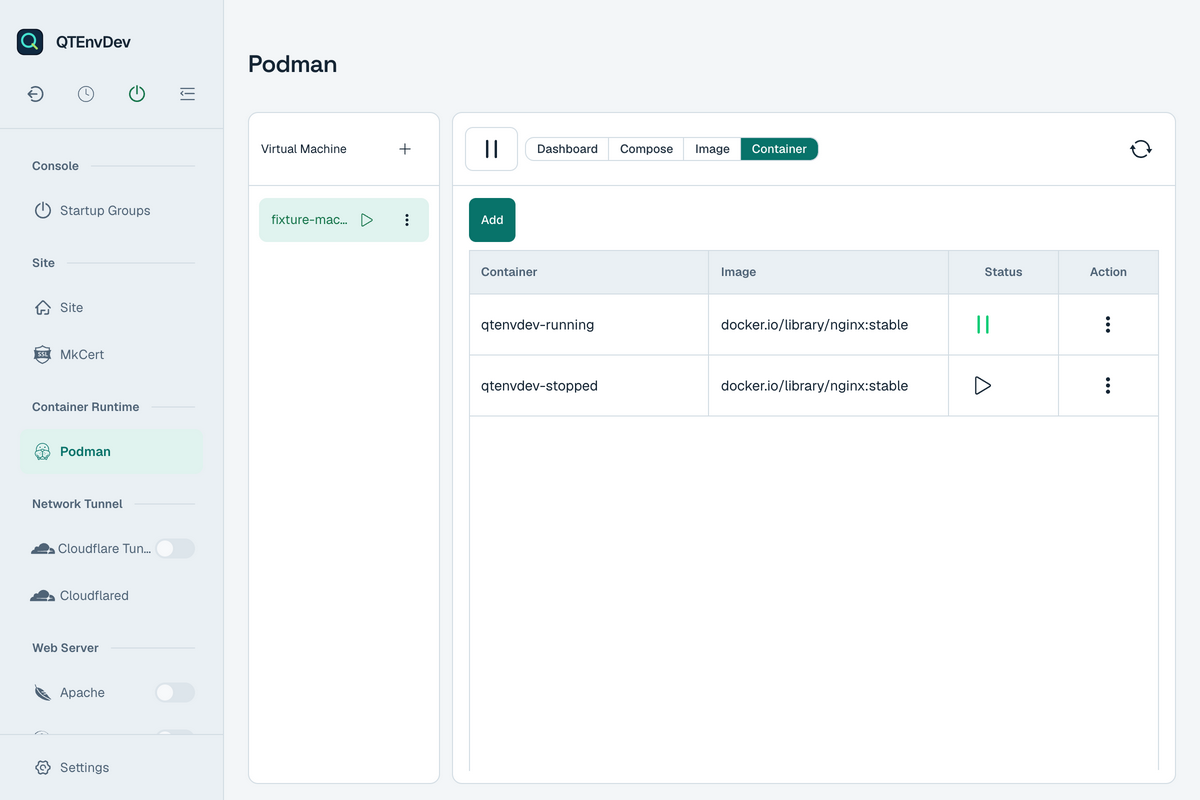 QTEnvDev
Console
Startup Groups
Site
Site
MkCert
Container Runtime
Podman
Network Tunnel
Cloudflare Tun...
Cloudflared
Web Server
Apache
Settings
Podman
Virtual Machine
fixture-mac...
Dashboard
Compose
Image
Container
Add
Container
Image
Status
Action
qtenvdev-running
docker.io/library/nginx:stable
qtenvdev-stopped
docker.io/library/nginx:stable